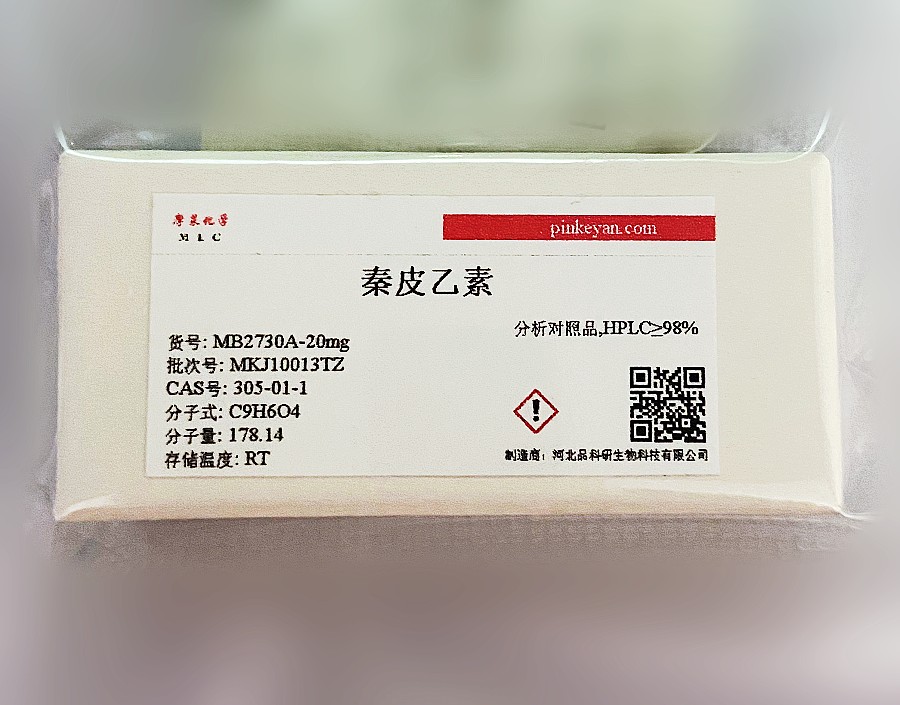 摩莱化学
MLC
pinkeyan.com
秦皮乙素
分析对照品,HPLC≥98%
货号: MB2730A-20mg
批次号: MKJ10013TZ
CAS号: 305-01-1
分子式: C9H6O4
分子量: 178.14
存储温度: RT
制造商：河北品科研生物科技有限公司